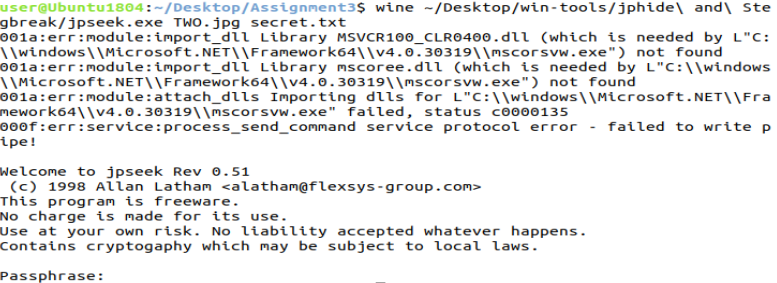 user@Ubuntu1804:~/Desktop/Assignment3$ wine ~/Desktop/win-tools/jphide\ and\ Ste
gbreak/jpseek.exe TWO.jpg secret.txt
001a:err:module:import_dll Library MSVCR100_CLR0400.dll (which is needed by L"C:
\\windows\\Microsoft.NET\\Framework64\\v4.0.30319\\mscorsvw.exe") not found
001a:err:module:import_dll Library mscoree.dll (which is needed by L"C:\\windows
\\Microsoft.NET\\Framework64\\v4.0.30319\\mscorsvw.exe") not found
001a:err:module:attach_dlls Importing dlls for L"C:\\windows\\Microsoft.NET\\Fra
mework64\\v4.0.30319\\mscorsvw.exe" failed, status c0000135
000f:err:service:process_send_command service protocol error - failed to write p
ipe!
Welcome to jpseek Rev 0.51
(c) 1998 Allan Latham <alatham@flexsys-group.com>
This program is freeware.
No charge is made for its use.
Use at your own risk. No liability accepted whatever happens.
Contains cryptogaphy which may be subject to local laws.
Passphrase: